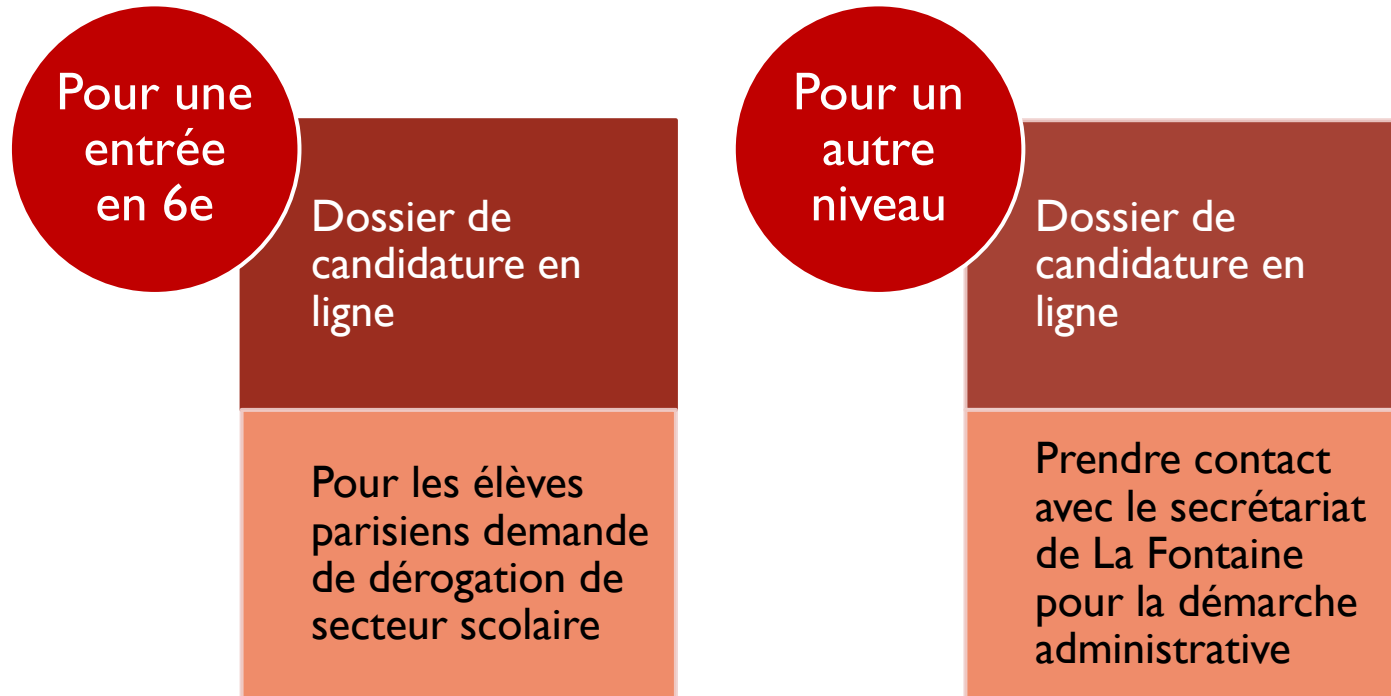 Pour une
entrée
en 6e
Dossier de
candidature en
ligne
Pour les élèves
parisiens demande
de dérogation de
secteur scolaire
Pour un
autre
niveau
Dossier de
candidature en
ligne
Prendre contact
avec le secrétariat
de La Fontaine
pour la démarche
administrative